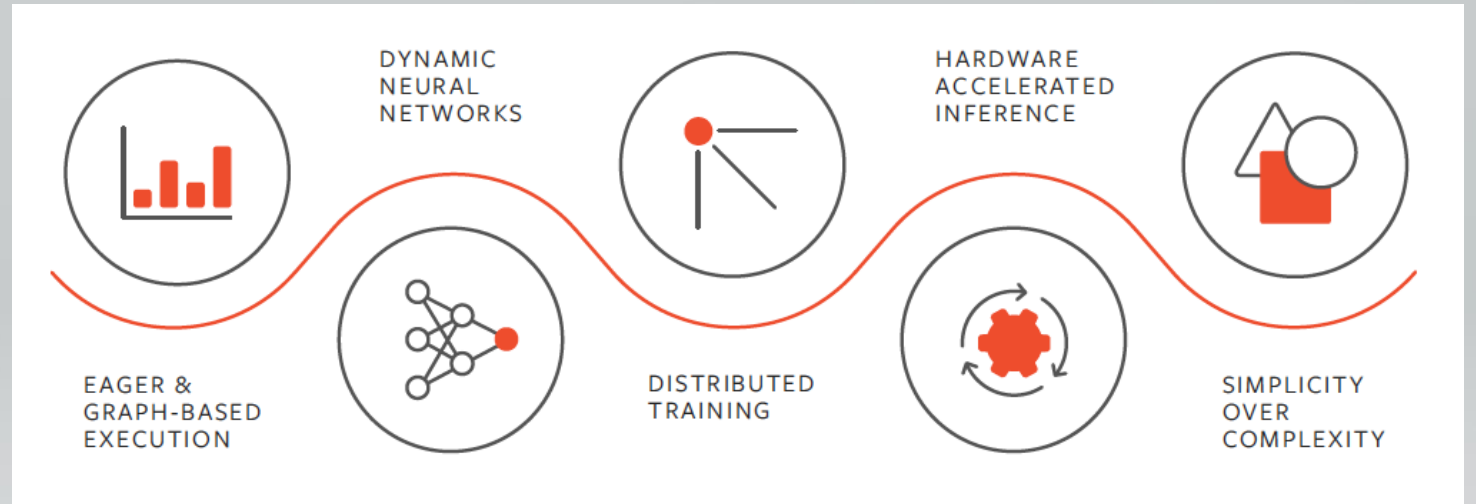 EAGER &
GRAPH-BASED
EXECUTION
DYNAMIC
NEURAL
NETWORKS
DISTRIBUTED
TRAINING
HARDWARE
ACCELERATED
INFERENCE
SIMPLICITY
OVER
COMPLEXITY